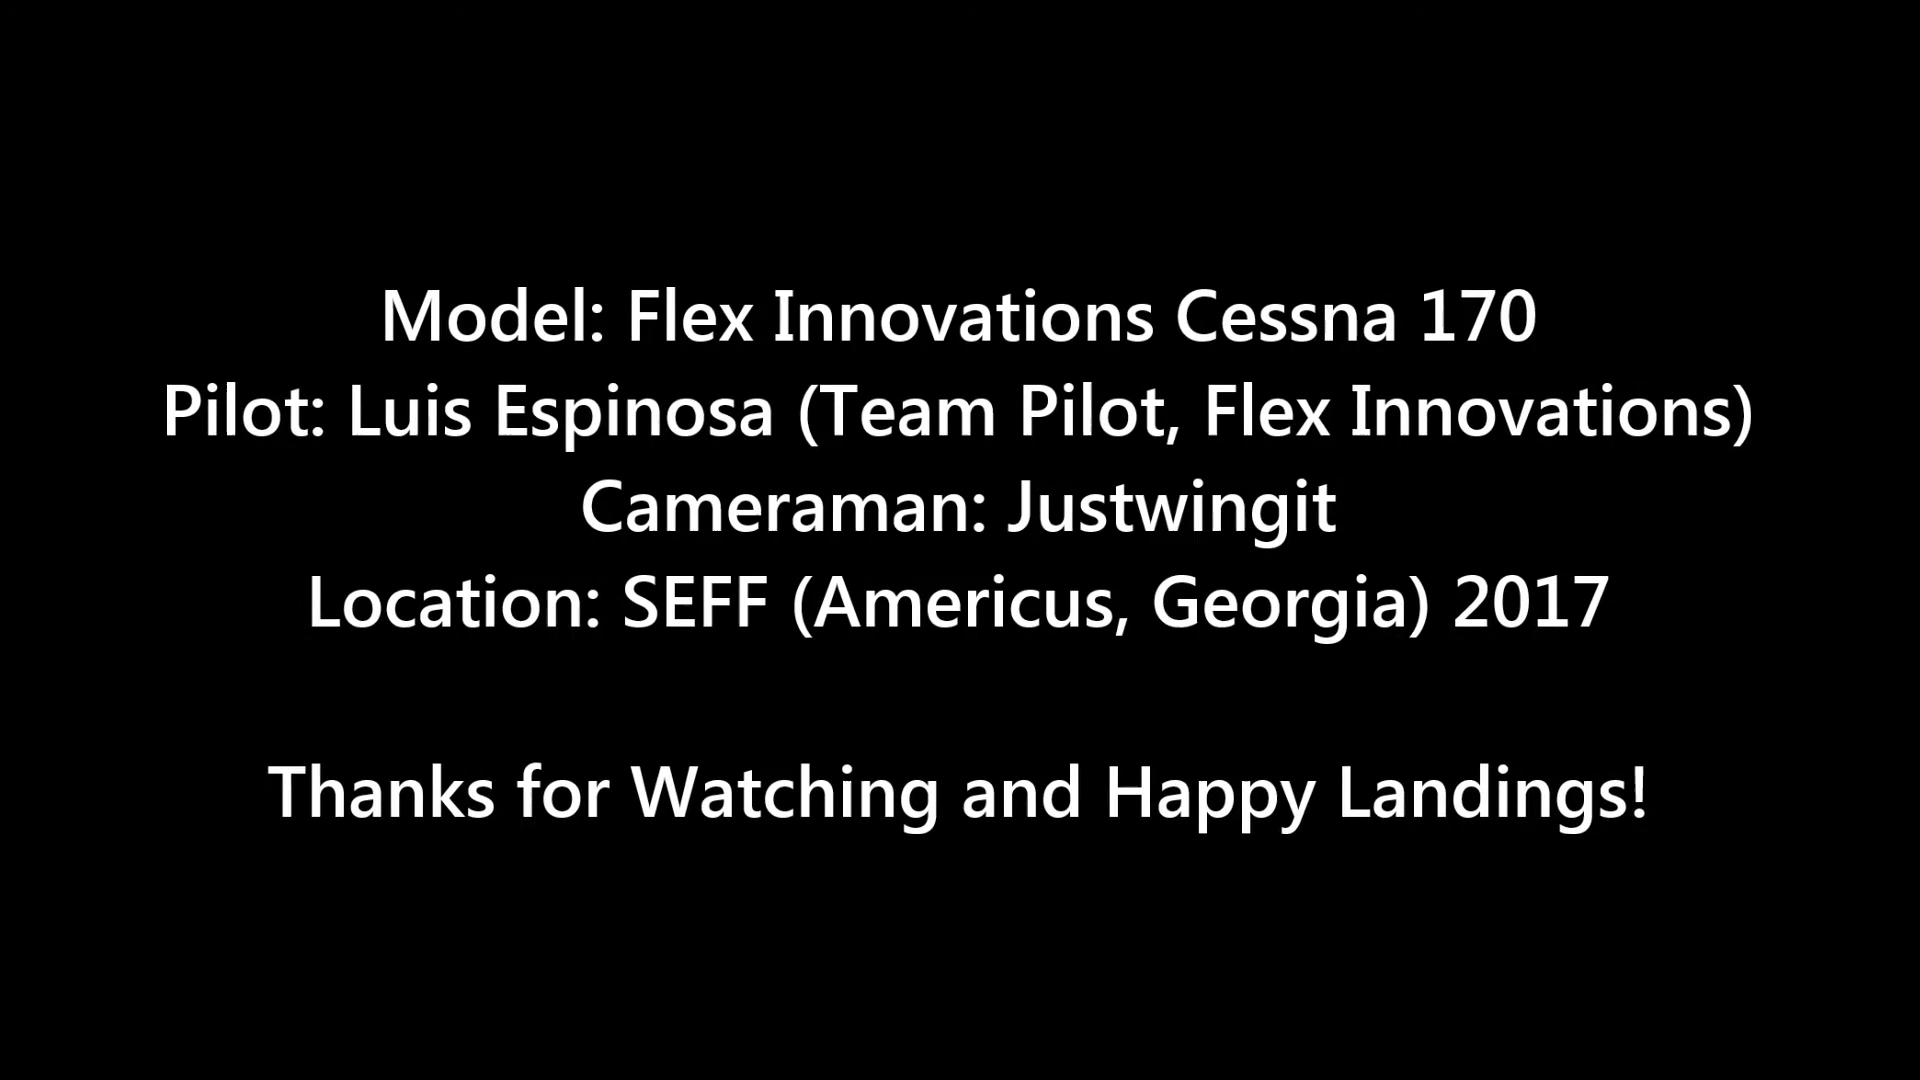 Model: Flex Innovations Cessna 170
Pilot: Luis Espinosa (Team Pilot, Flex Innovations)
Cameraman: Justwingit
Location: SEFF (Americus, Georgia) 2017
Thanks for Watching and Happy Landings!